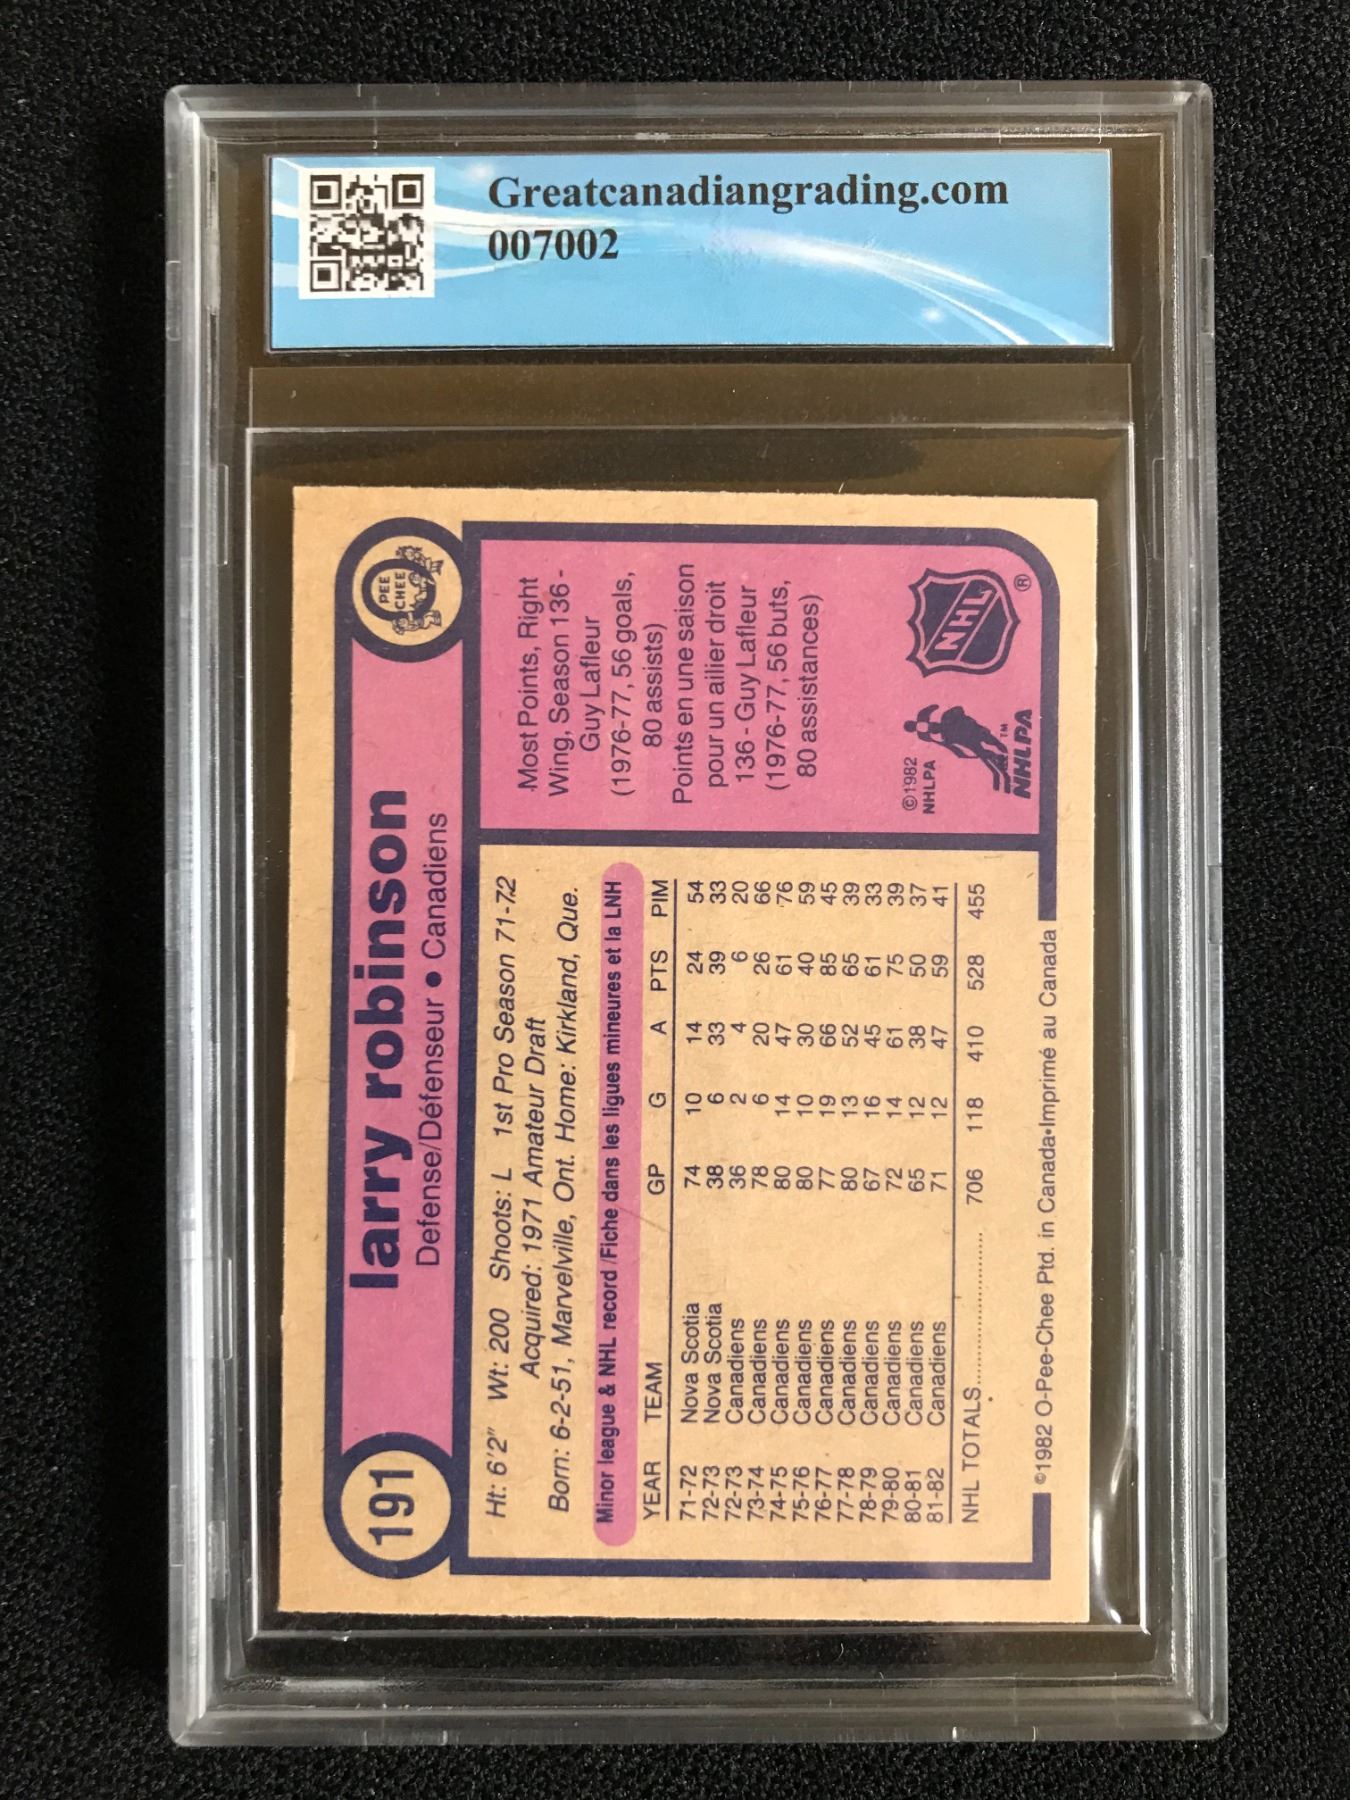 Greatcanadiangrading.com
007002
191
larry robinson
Defense/Défenseur • Canadiens
O
PEE
CHEE
Ht: 6'2" Wt: 200 Shoots: L 1st Pro Season 71-72
Acquired: 1971 Amateur Draft
Born: 6-2-51, Marvelville, Ont. Home: Kirkland, Que.
Minor league & NHL record /Fiche dans les ligues mineures et la LNH
YEAR TEAM GP G A PTS PIM
71-72 Nova Scotia 74 10 14 24 54
72-73 Nova Scotia 38 6 33 39 33
72-73 Canadiens 36 2 4 6 20
73-74 Canadiens 78 6 20 26 66
74-75 Canadiens 80 14 47 61 76
75-76 Canadiens 80 10 30 40 59
76-77 Canadiens 77 19 66 85 45
77-78 Canadiens 80 13 52 65 39
78-79 Canadiens 67 16 45 61 33
79-80 Canadiens 72 14 61 75 39
80-81 Canadiens 65 12 38 50 37
81-82 Canadiens 71 12 47 59 41
NHL TOTALS.................... 706 118 410 528 455
©1982 O-Pee-Chee Ptd. in Canada•Imprimé au Canada
Most Points, Right
Wing, Season 136 -
Guy Lafleur
(1976-77, 56 goals,
80 assists)
Points en une saison
pour un ailier droit
136 - Guy Lafleur
(1976-77, 56 buts,
80 assistances)
©1982
NHLPA
TM
NHLPA
NHL
®